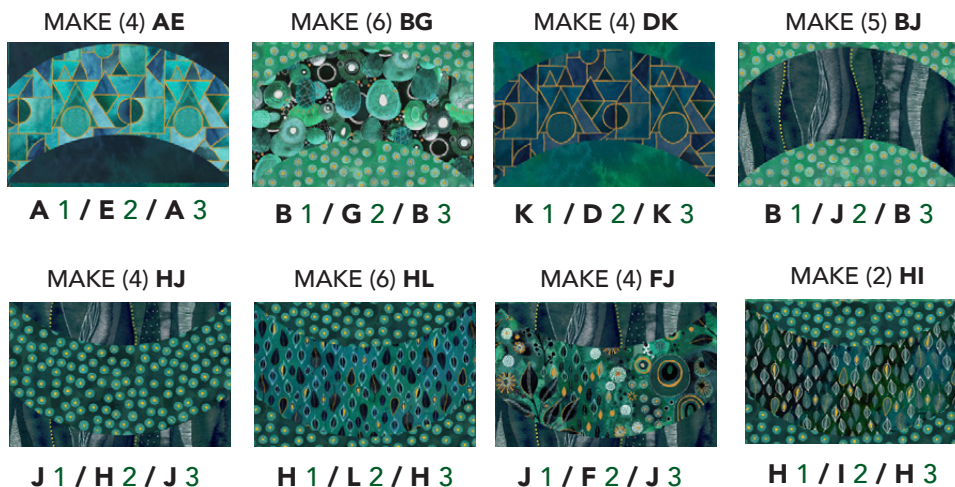 MAKE (4) AE
MAKE (6) BG
MAKE (4) DK
MAKE (5) BJ
A 1 / E 2 / A 3
B 1 / G 2 / B 3
K 1 / D 2 / K 3
B 1 / J 2 / B 3
MAKE (4) HJ
MAKE (6) HL
MAKE (4) FJ
MAKE (2) HI
J 1 / H 2 / J 3
H 1 / L 2 / H 3
J 1 / F 2 / J 3
H 1 / I 2 / H 3